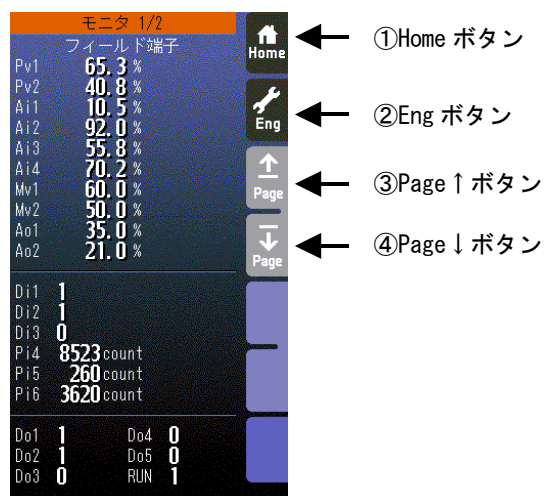 モニタ 1/2
フィールド端子
Pv1 65.3 %
Pv2 40.8 %
Ai1 10.5 %
Ai2 92.0 %
Ai3 55.8 %
Ai4 70.2 %
Mv1 60.0 %
Mv2 50.0 %
Ao1 35.0 %
Ao2 21.0 %
Di1 1
Di2 1
Di3 0
Pi4 8523 count
Pi5 260 count
Pi6 3620 count
Do1 1 Do4 0
Do2 1 Do5 0
Do3 0 RUN 1
Home
Eng
Page
Page
①Home ボタン
②Eng ボタン
③Page↑ボタン
④Page↓ボタン